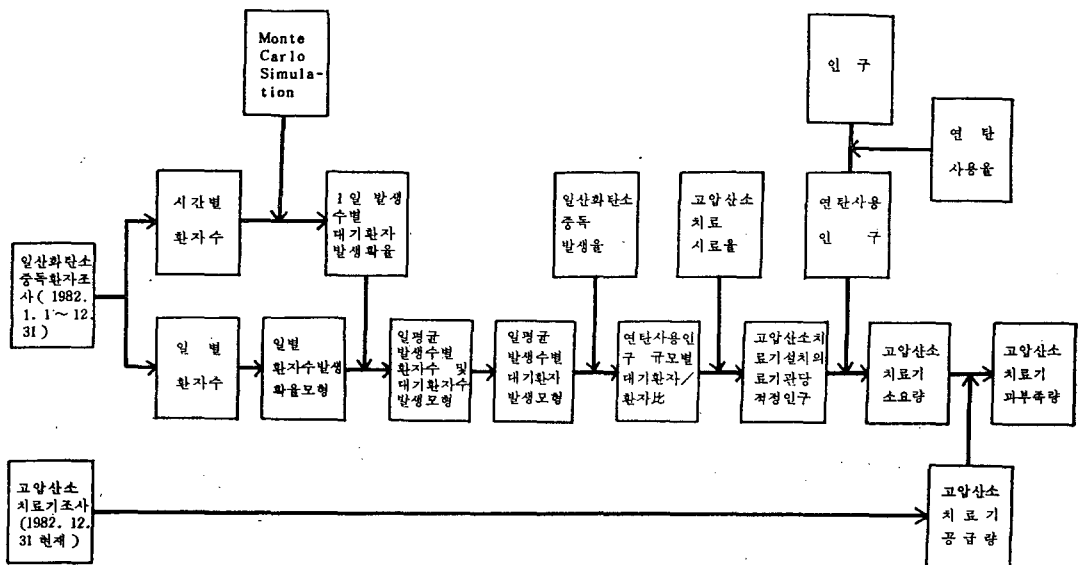 Monte
Carlo
Simula-
tion
인 구
연 탄
사용율
시간별
환자수
1일 발생
수별
대기환자
발생확율
일산화탄소
중독
발생율
고압산소
치료
시료율
연탄사용
인 구
일산화탄소
중독환자조
사( 1982.
1. 1~12.
31)
일 별
환자수
일별
환자수발생
확율모형
일평균
발생수별
환자수 및
대기환자수
발생모형
일평균
발생수별
대기환자
발생모형
연탄사용인
구 규모별
대기환자/
환자比
고압산소치
료기설치의
료기관당
적정인구
고압산소
치료기
소요량
고압산소
치료기
과부족량
고압산소
치료기조사
(1982. 12.
31 현재)
고압산소
치료기
공급량